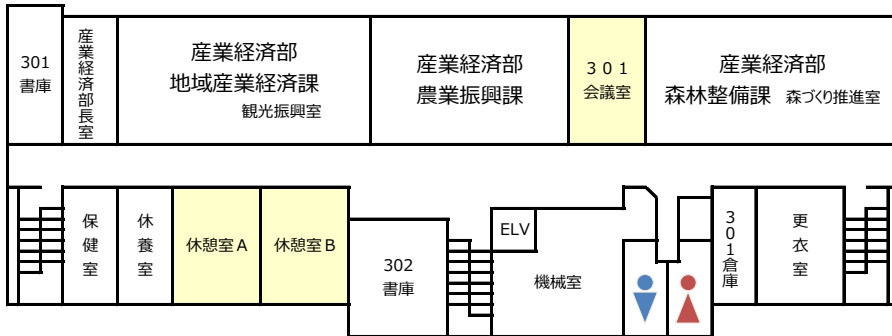 301
書庫
産業経済部長室
産業経済部
地域産業経済課
観光振興室
産業経済部
農業振興課
３０１
会議室
産業経済部
森林整備課 森づくり推進室
保健室
休養室
休憩室Ａ
休憩室Ｂ
302
書庫
ELV
機械室
３０１倉庫
更衣室